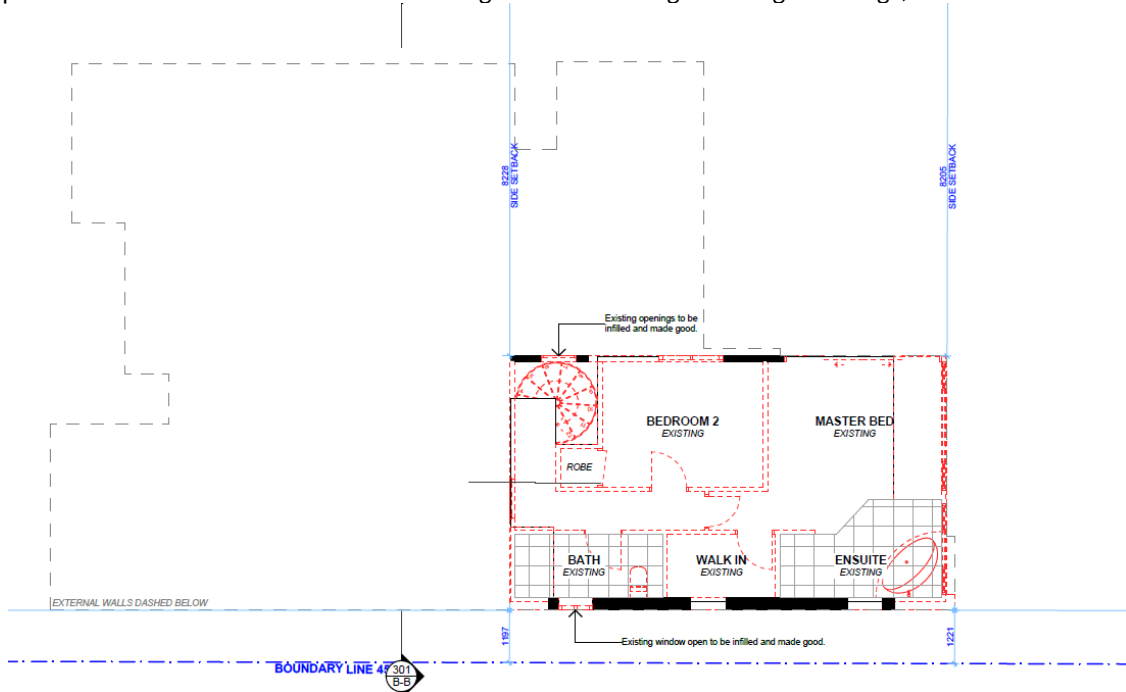 8228
SIDE SETBACK
8205
SIDE SETBACK
Existing openings to be
infilled and made good.
BEDROOM 2
EXISTING
MASTER BED
EXISTING
ROBE
BATH
EXISTING
WALK IN
EXISTING
ENSUITE
EXISTING
EXTERNAL WALLS DASHED BELOW
1197
Existing window open to be infilled and made good.
1221
BOUNDARY LINE
301
B-B